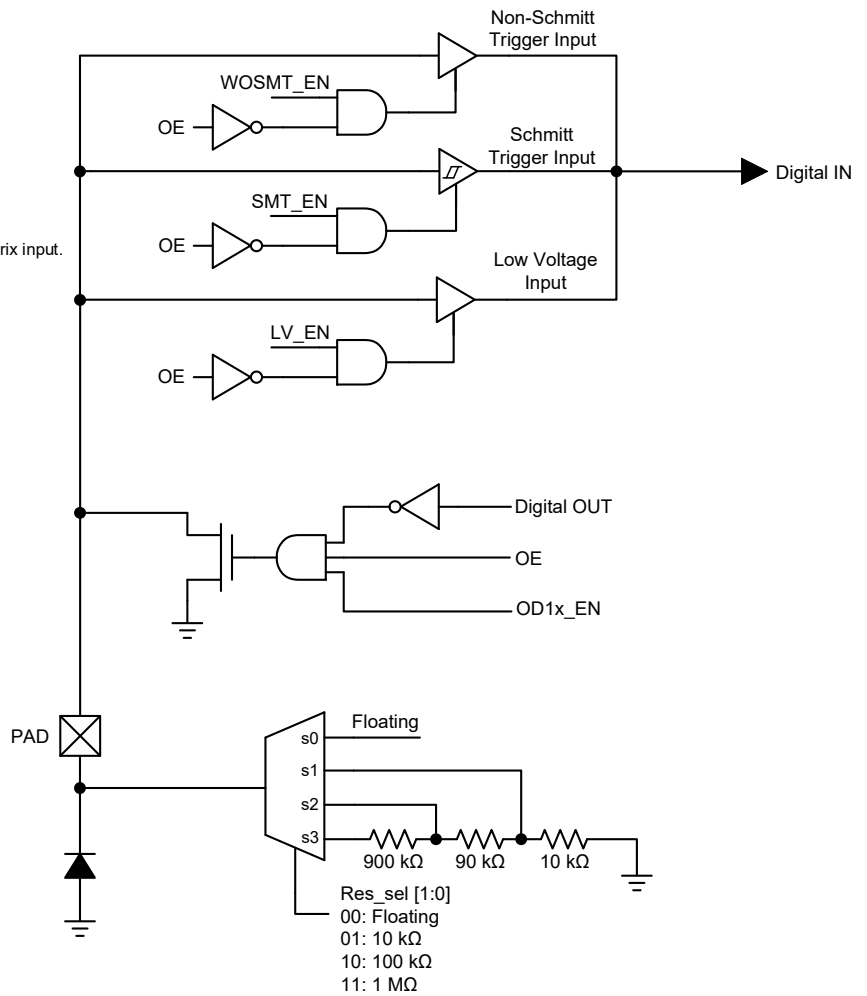 Non-Schmitt
Trigger Input
WOSMT_EN
OE
Schmitt
Trigger Input
Digital IN
SMT_EN
OE
rix input.
Low Voltage
Input
LV_EN
OE
Digital OUT
OE
OD1x_EN
PAD
Floating
s0
s1
s2
s3
900 kΩ
90 kΩ
10 kΩ
Res_sel [1:0]
00: Floating
01: 10 kΩ
10: 100 kΩ
11: 1 MΩ